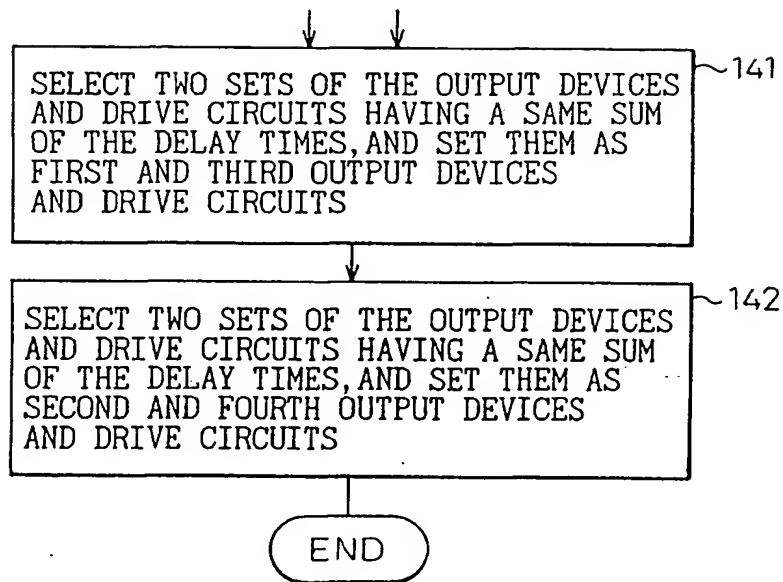 141
SELECT TWO SETS OF THE OUTPUT DEVICES
AND DRIVE CIRCUITS HAVING A SAME SUM
OF THE DELAY TIMES,AND SET THEM AS
FIRST AND THIRD OUTPUT DEVICES
AND DRIVE CIRCUITS
142
SELECT TWO SETS OF THE OUTPUT DEVICES
AND DRIVE CIRCUITS HAVING A SAME SUM
OF THE DELAY TIMES,AND SET THEM AS
SECOND AND FOURTH OUTPUT DEVICES
AND DRIVE CIRCUITS
END